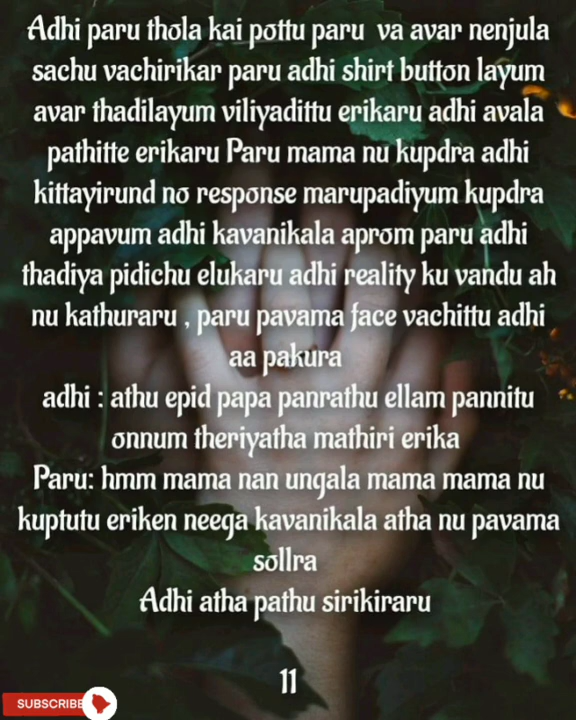 Adhi paru thola kai pottu paru va avar nenjula
sachu vachirikar paru adhi shirt button layum
avar thadilayum viliyadittu erikaru adhi avala
pathitte erikaru Paru mama nu kupdra adhi
kittayirund no response marupadiyum kupdra
appavum adhi kavanikala aprom paru adhi
thadiya pidichu elukaru adhi reality ku vandu ah
nu kathuraru , paru pavama face vachittu adhi
aa pakura
adhi : athu epid papa panrathu ellam pannitu
onnum theriyatha mathiri erika
Paru: hmm mama nan ungala mama mama nu
kuptutu eriken neega kavanikala atha nu pavama
sollra
Adhi atha pathu sirikiraru
11
SUBSCRIBE